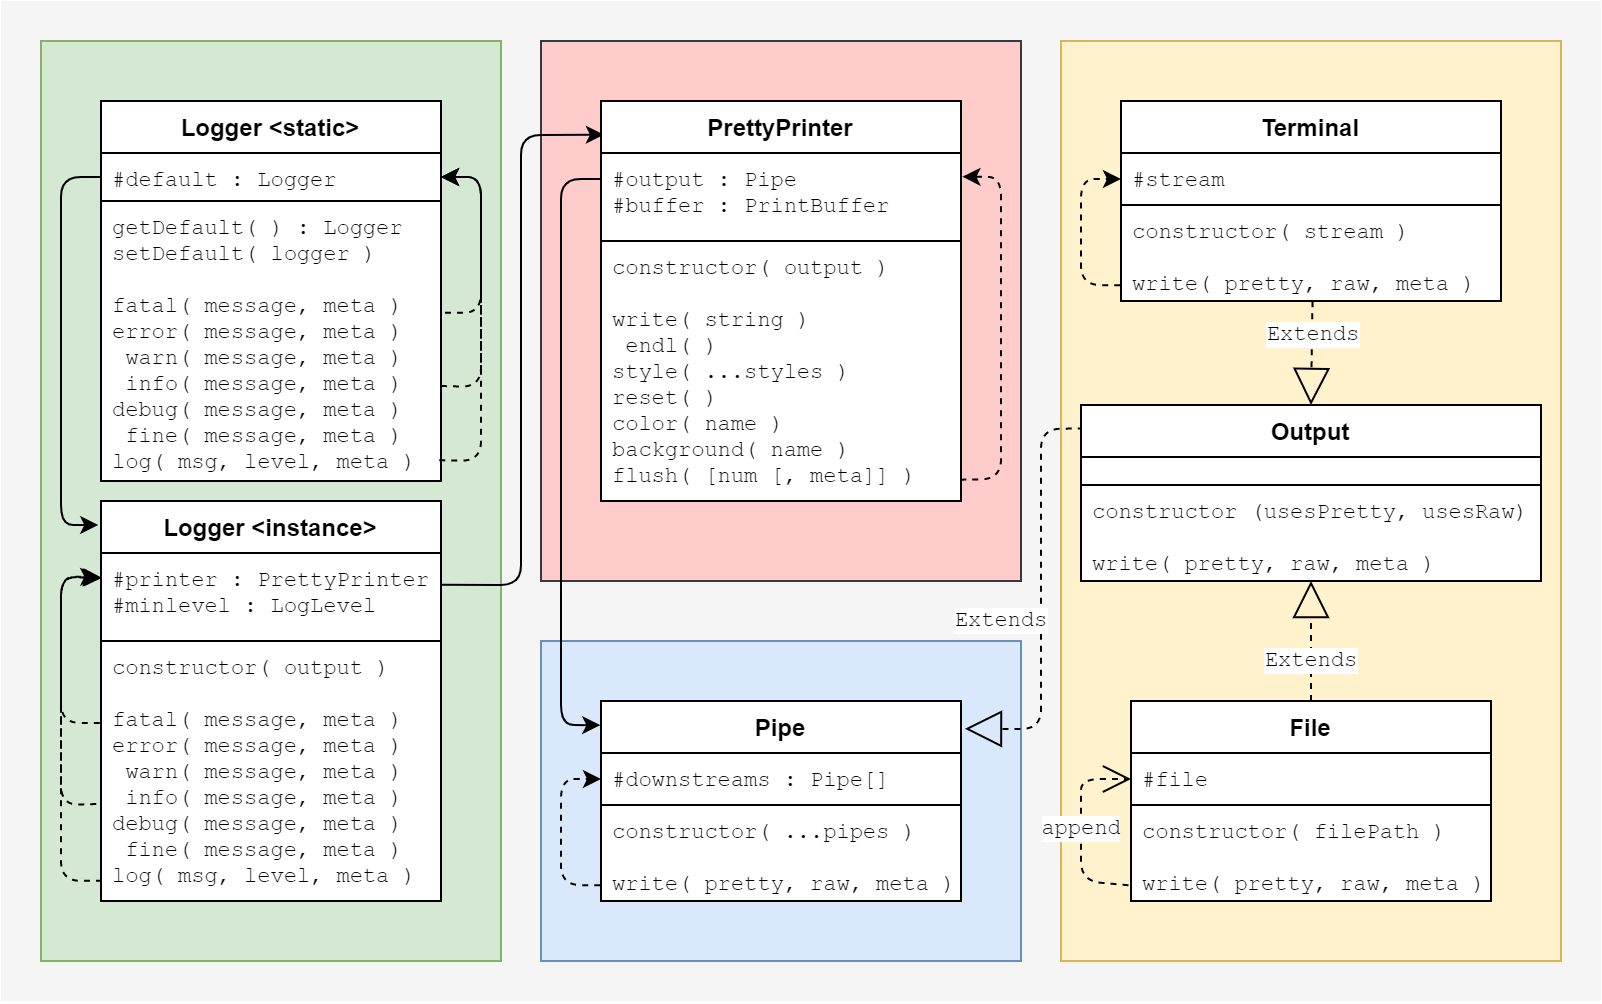 Logger <static>
#default : Logger
getDefault( ) : Logger
setDefault( logger )
fatal( message, meta )
error( message, meta )
warn( message, meta )
info( message, meta )
debug( message, meta )
fine( message, meta )
log( msg, level, meta )
Logger <instance>
#printer : PrettyPrinter
#minlevel : LogLevel
constructor( output )
fatal( message, meta )
error( message, meta )
warn( message, meta )
info( message, meta )
debug( message, meta )
fine( message, meta )
log( msg, level, meta )
PrettyPrinter
#output : Pipe
#buffer : PrintBuffer
constructor( output )
write( string )
endl( )
style( ...styles )
reset( )
color( name )
background( name )
flush( [num [, meta]] )
Extends
Pipe
#downstreams : Pipe[]
constructor( ...pipes )
write( pretty, raw, meta )
Terminal
#stream
constructor( stream )
write( pretty, raw, meta )
Extends
Output
constructor (usesPretty, usesRaw)
write( pretty, raw, meta )
Extends
File
#file
append
constructor( filePath )
write( pretty, raw, meta )